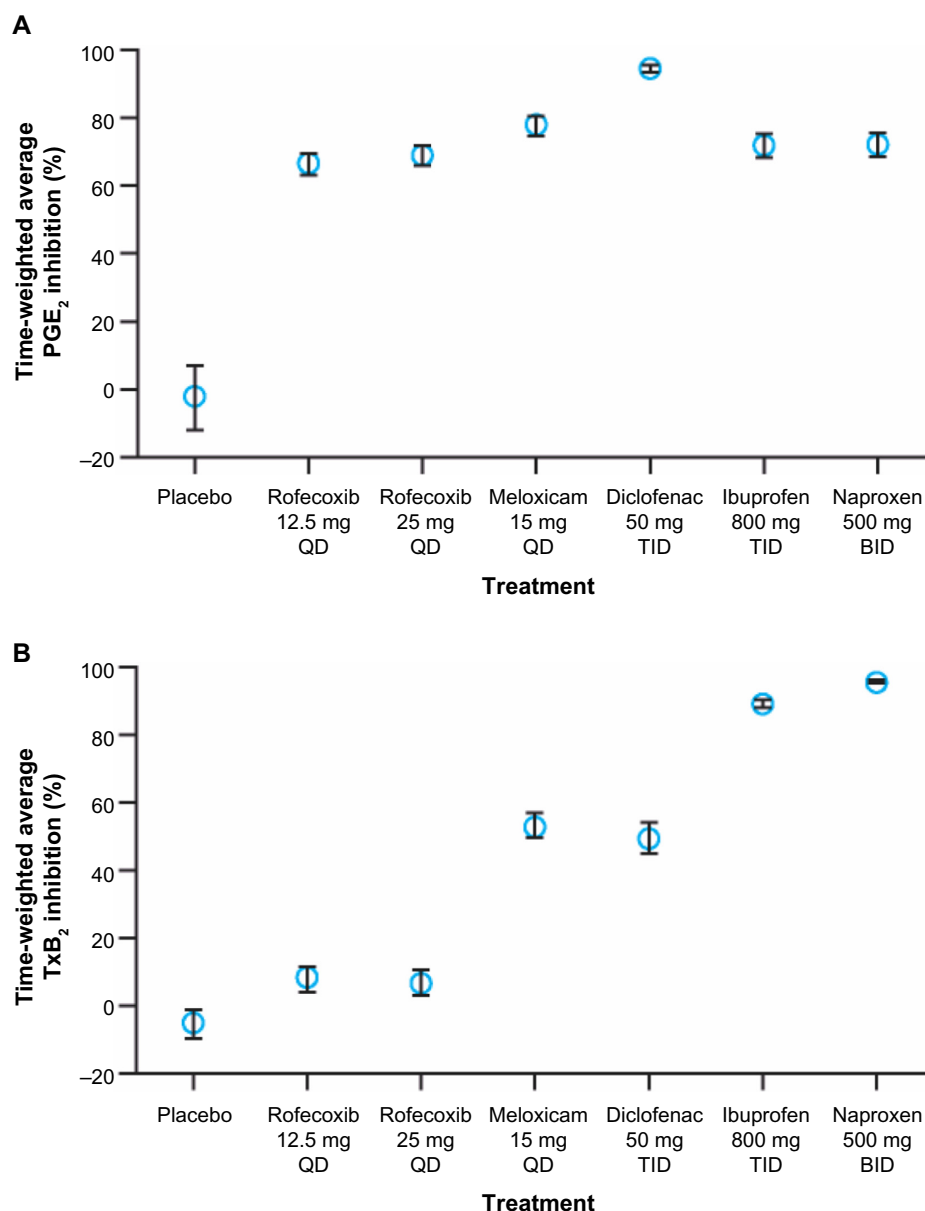 A
Time-weighted average
PGE2 inhibition (%)
100
80
60
40
20
0
–20
Placebo
Rofecoxib
12.5 mg
QD
Rofecoxib
25 mg
QD
Meloxicam
15 mg
QD
Diclofenac
50 mg
TID
Ibuprofen
800 mg
TID
Naproxen
500 mg
BID
Treatment
B
Time-weighted average
TxB2 inhibition (%)
100
80
60
40
20
0
–20
Placebo
Rofecoxib
12.5 mg
QD
Rofecoxib
25 mg
QD
Meloxicam
15 mg
QD
Diclofenac
50 mg
TID
Ibuprofen
800 mg
TID
Naproxen
500 mg
BID
Treatment